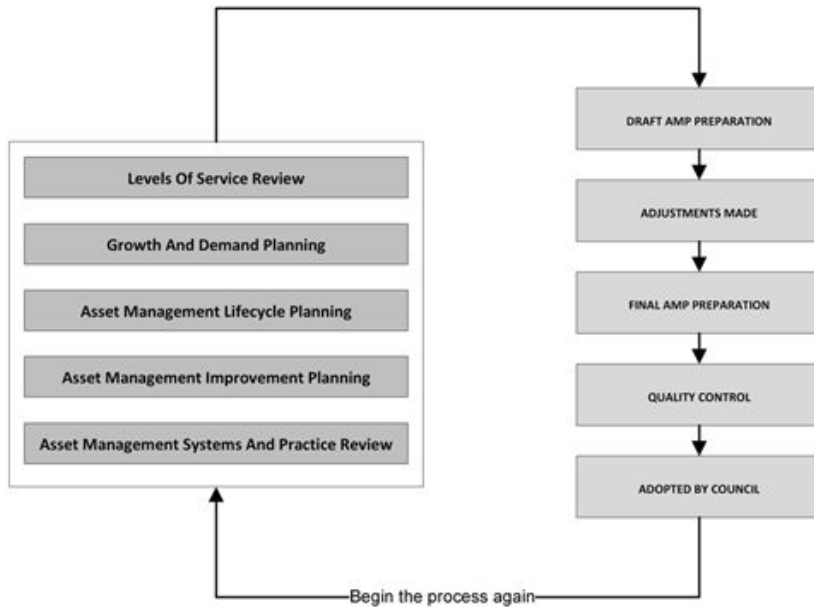 Levels Of Service Review
Growth And Demand Planning
Asset Management Lifecycle Planning
Asset Management Improvement Planning
Asset Management Systems And Practice Review
DRAFT AMP PREPARATION
ADJUSTMENTS MADE
FINAL AMP PREPARATION
QUALITY CONTROL
ADOPTED BY COUNCIL
Begin the process again